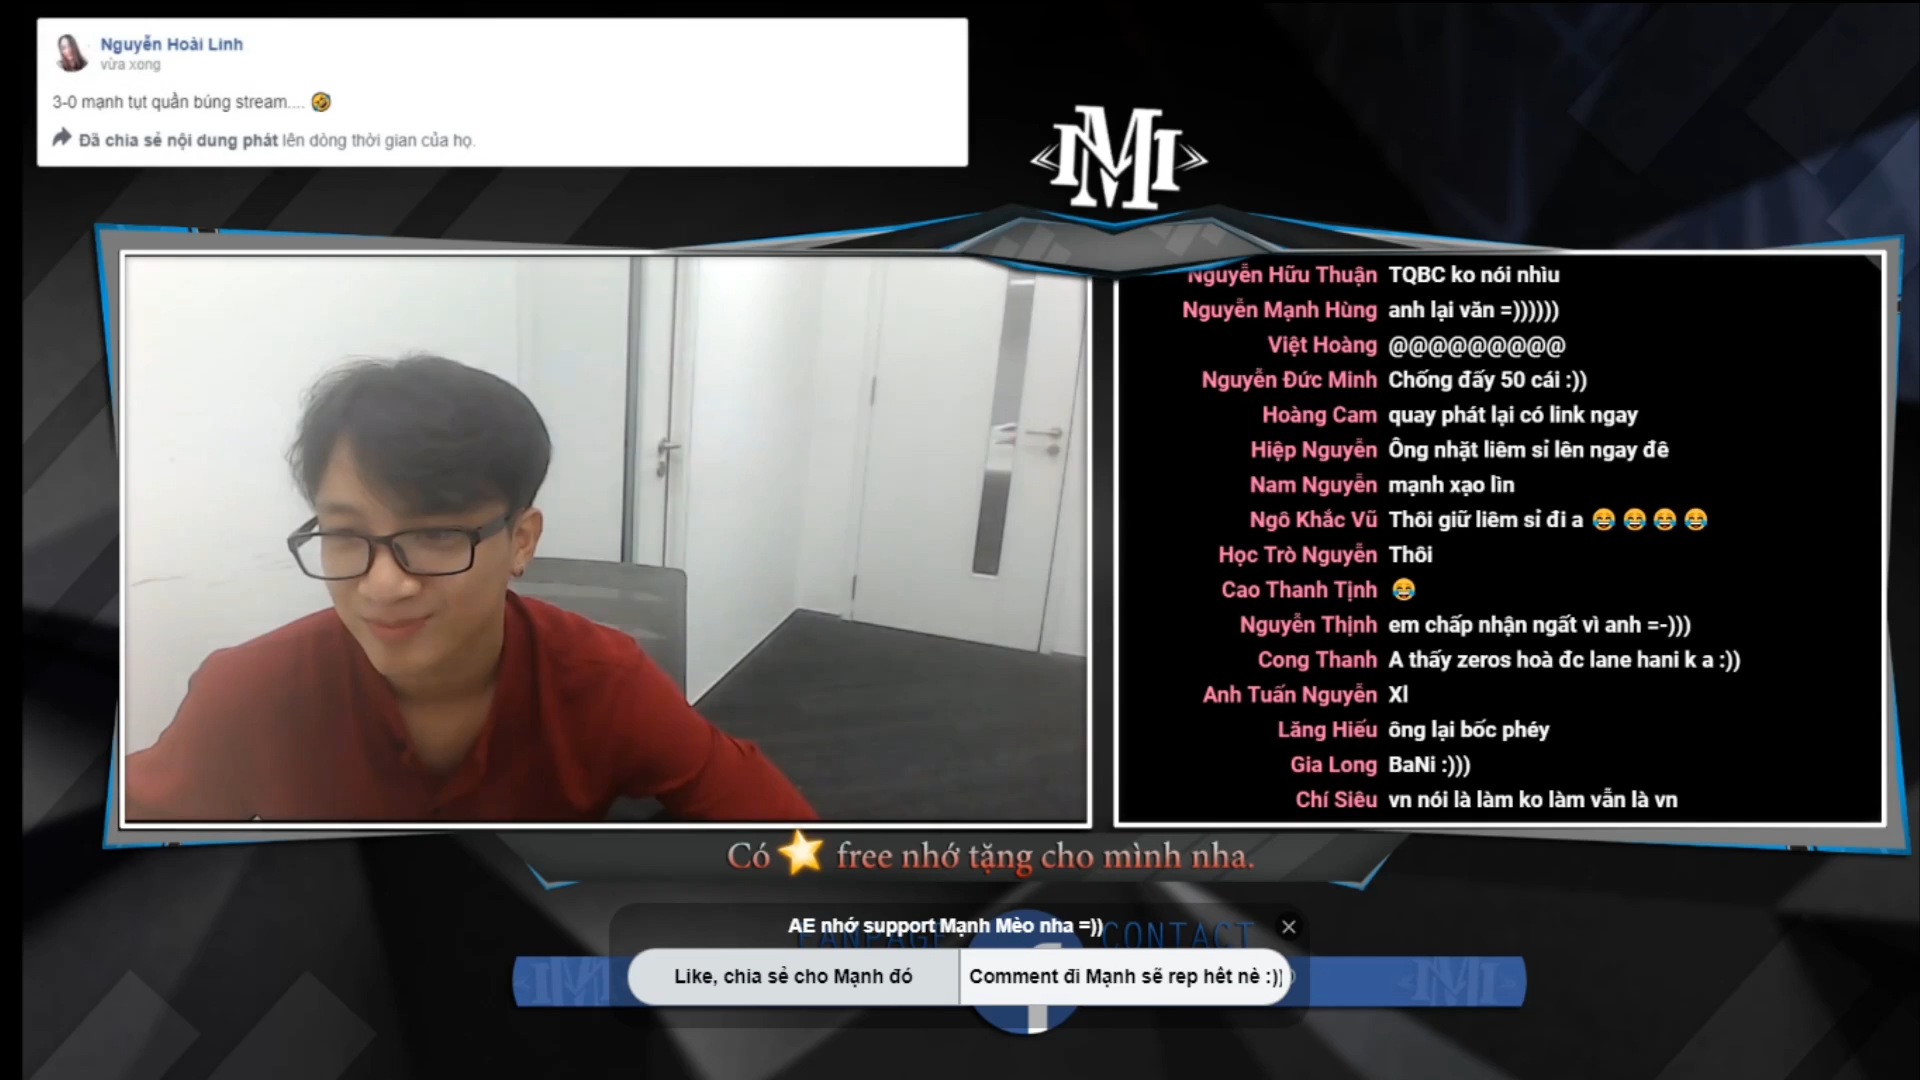 Nguyễn Hoài Linh
vừa xong
3-0 mạnh tụt quần búng stream.... 🤣
Đã chia sẻ nội dung phát lên dòng thời gian của họ.
Nguyễn Hữu Thuận TQBC ko nói nhìu
Nguyễn Mạnh Hùng anh lại văn =))))))
Việt Hoàng @@@@@@@@@
Nguyễn Đức Minh Chống đấy 50 cái :))
Hoàng Cam quay phát lại có link ngay
Hiệp Nguyễn Ông nhặt liêm sỉ lên ngay đê
Nam Nguyễn mạnh xạo lìn
Ngô Khắc Vũ Thôi giữ liêm sỉ đi a 😂 😂 😂 😂
Học Trò Nguyễn Thôi
Cao Thanh Tịnh 😂
Nguyễn Thịnh em chấp nhận ngất vì anh =-)))
Cong Thanh A thấy zeros hoà đc lane hani k a :))
Anh Tuấn Nguyễn Xl
Lăng Hiếu ông lại bốc phéy
Gia Long BaNi :)))
Chí Siêu vn nói là làm ko làm vẫn là vn
Có ⭐ free nhớ tặng cho mình nha.
AE nhớ support Mạnh Mèo nha =))
FANPAGE CONTACT
Like, chia sẻ cho Mạnh đó
Comment đi Mạnh sẽ rep hêt nè :))